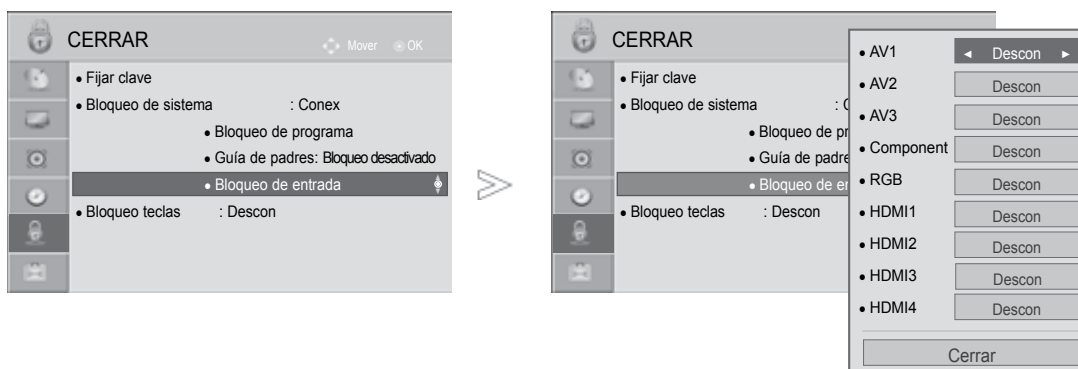 CERRAR
Mover OK
• Fijar clave
• Bloqueo de sistema : Conex
• Bloqueo de programa
• Guía de padres: Bloqueo desactivado
• Bloqueo de entrada
• Bloqueo teclas : Descon
>>
CERRAR
• Fijar clave
• Bloqueo de sistema : C
• Bloqueo de pr
• Guía de padre
• Bloqueo de en
• Bloqueo teclas : Descon
• AV1 ◄ Descon ►
• AV2 Descon
• AV3 Descon
• Component Descon
• RGB Descon
• HDMI1 Descon
• HDMI2 Descon
• HDMI3 Descon
• HDMI4 Descon
Cerrar